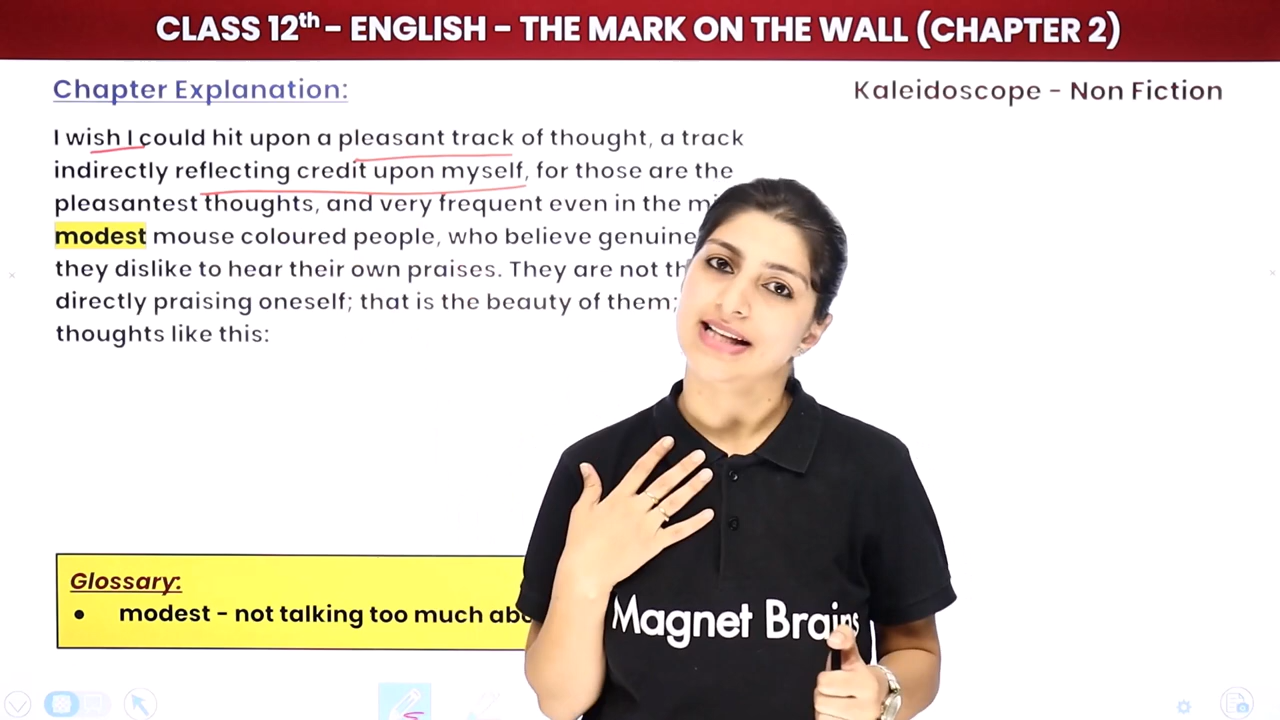 CLASS 12th - ENGLISH - THE MARK ON THE WALL (CHAPTER 2)
Chapter Explanation:
Kaleidoscope - Non Fiction
I wish I could hit upon a pleasant track of thought, a track
indirectly reflecting credit upon myself, for those are the
pleasantest thoughts, and very frequent even in the
modest mouse coloured people, who believe
they dislike to hear their own praises. They are not
directly praising oneself; that is the beauty of them;
thoughts like this:
Glossary:
• modest - not talking too much
Magnet Brains